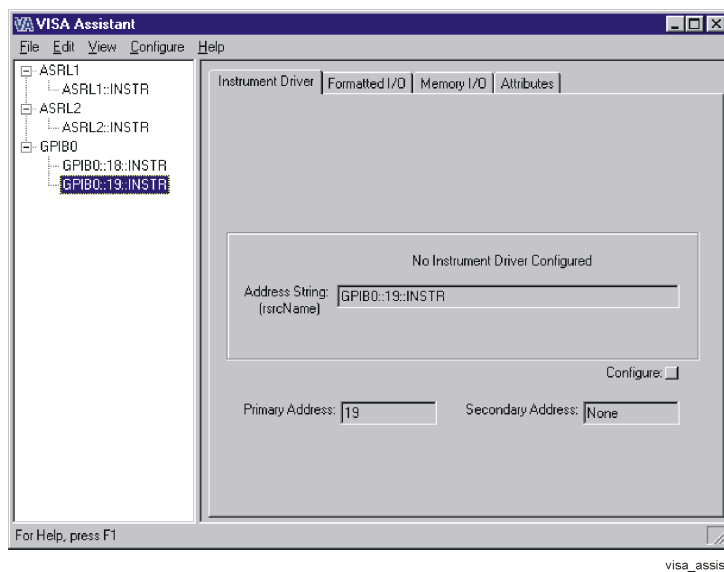 VISA Assistant
File Edit View Configure Help
ASRL1
ASRL1::INSTR
ASRL2
ASRL2::INSTR
GPIB0
GPIB0::18::INSTR
GPIB0::19::INSTR
Instrument Driver Formatted I/O Memory I/O Attributes
No Instrument Driver Configured
Address String: GPIB0::19::INSTR
(rsrcName)
Configure:
Primary Address: 19 Secondary Address: None
For Help, press F1
visa_assis